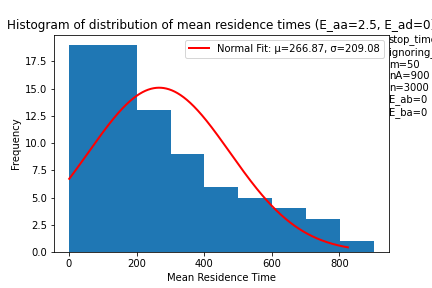 Histogram of distribution of mean residence times (E_aa=2.5, E_ad=0)
stop_time
ignoring_
m=50
nA=900
n=3000
E_ab=0
E_ba=0
Normal Fit: μ=266.87, σ=209.08
Frequency
17.5
15.0
12.5
10.0
7.5
5.0
2.5
0.0
0
200
400
600
800
Mean Residence Time